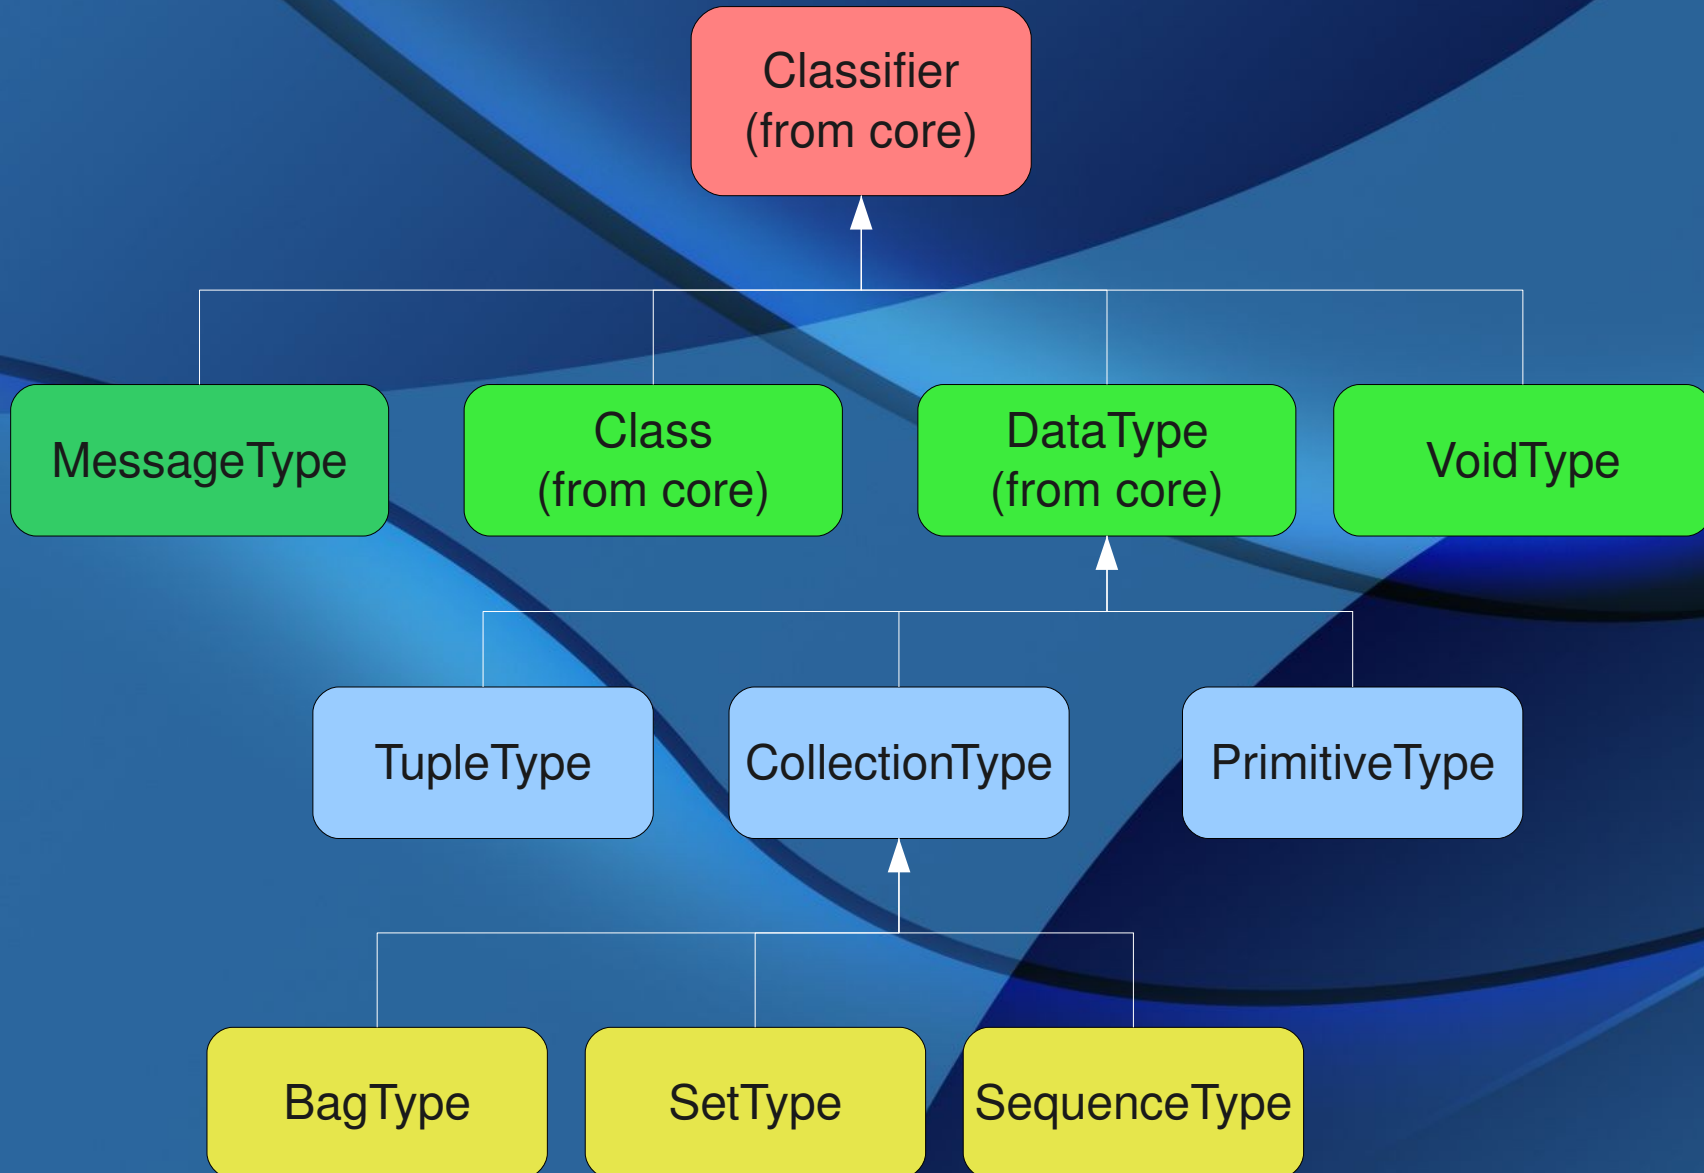 Classifier
(from core)
MessageType
Class
(from core)
DataType
(from core)
VoidType
TupleType
CollectionType
PrimitiveType
BagType
SetType
SequenceType